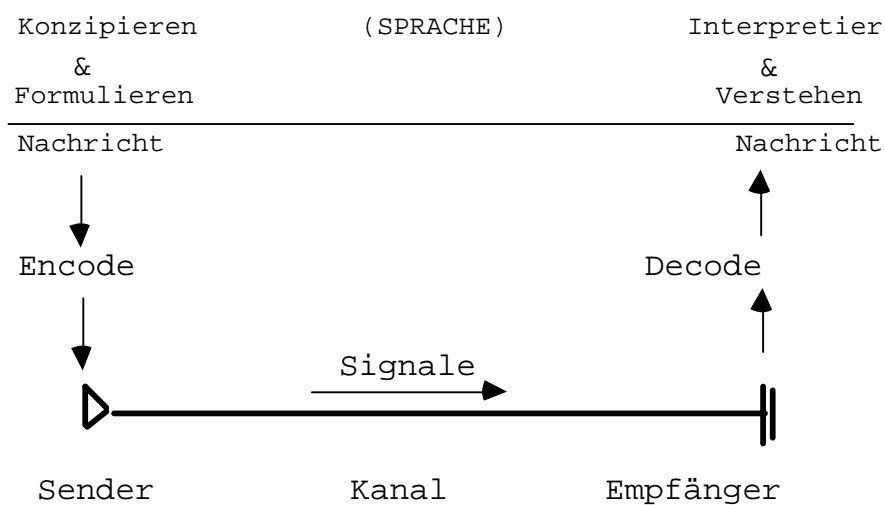 Konzipieren (SPRACHE) Interpretier
& &
Formulieren Verstehen
Nachricht Nachricht
Encode Decode
Signale
Sender Kanal Empfänger